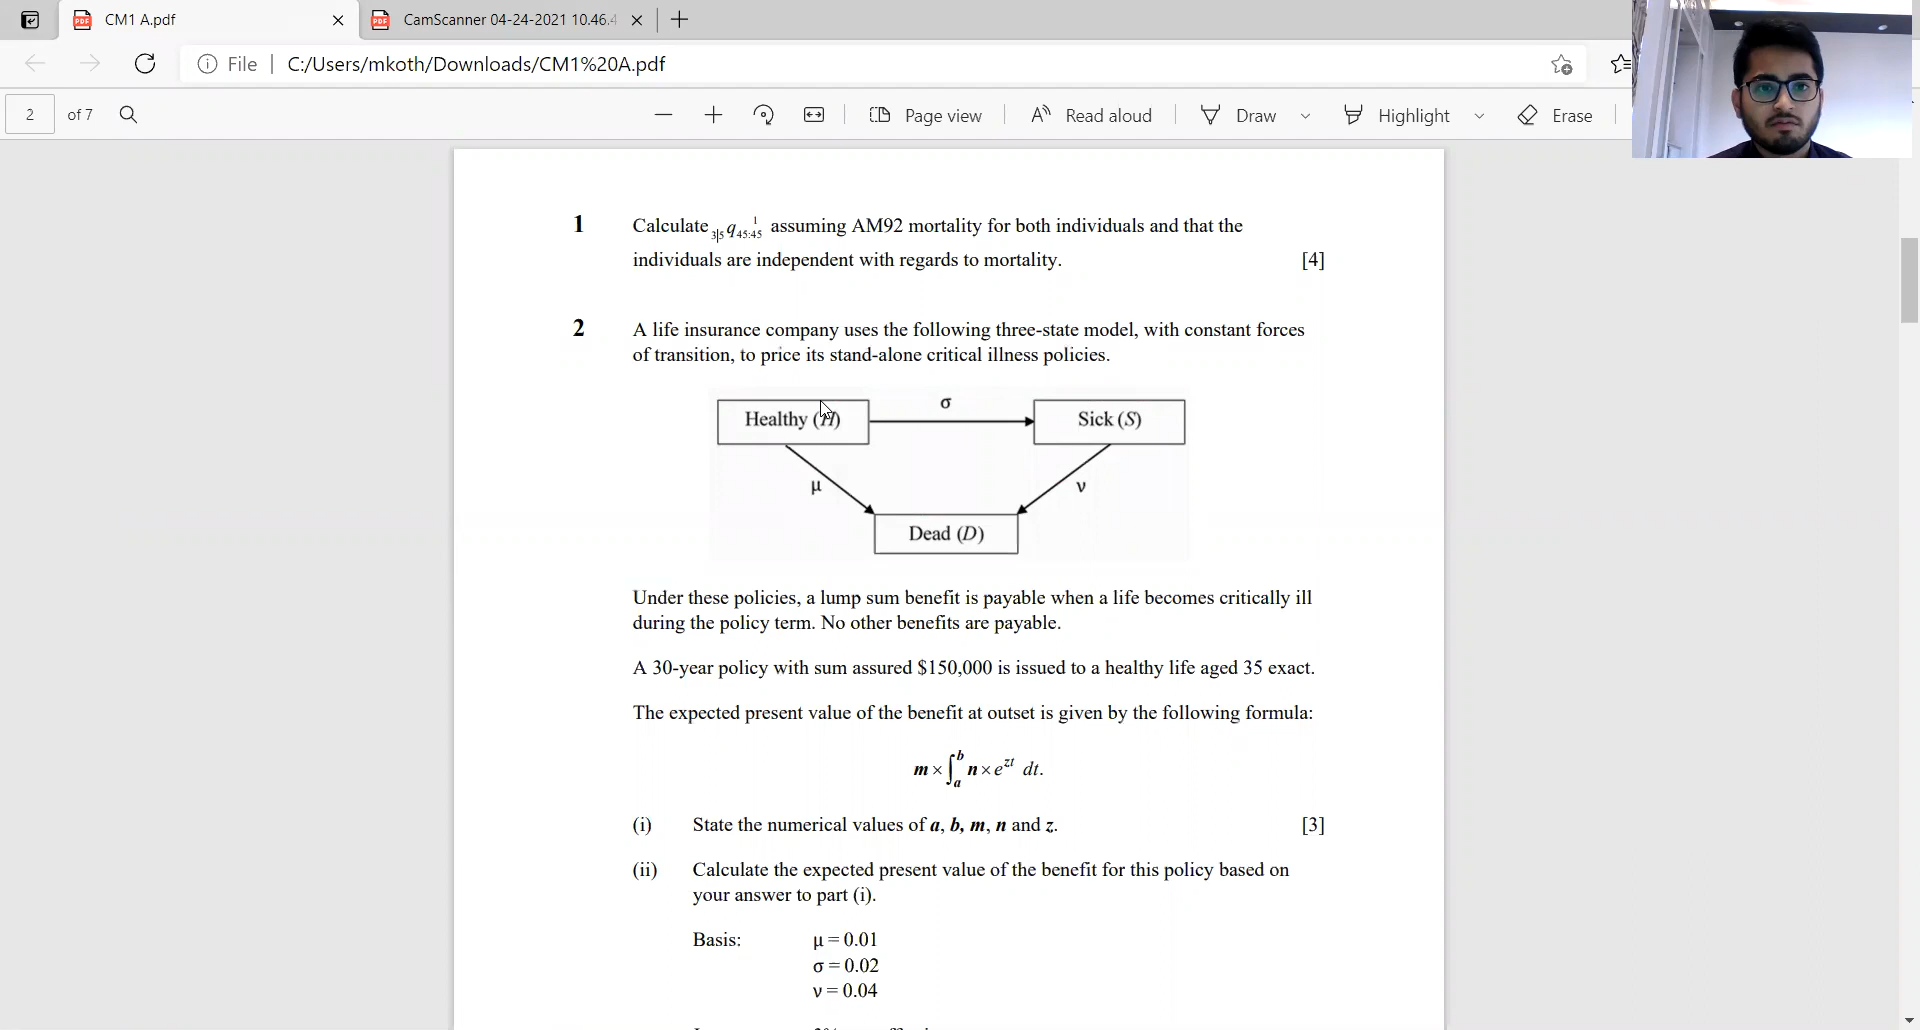 CM1 A.pdf
CamScanner 04-24-2021 10.46.4
File
C:/Users/mkoth/Downloads/CM1%20A.pdf
2 of 7
Page view
Read aloud
Draw
Highlight
Erase
1 Calculate 3|5 q 45:45 1 assuming AM92 mortality for both individuals and that the
individuals are independent with regards to mortality. [4]
2 A life insurance company uses the following three-state model, with constant forces
of transition, to price its stand-alone critical illness policies.
Healthy (H) σ Sick (S)
μ ν
Dead (D)
Under these policies, a lump sum benefit is payable when a life becomes critically ill
during the policy term. No other benefits are payable.
A 30-year policy with sum assured $150,000 is issued to a healthy life aged 35 exact.
The expected present value of the benefit at outset is given by the following formula:
m × ∫ₐᵇ n × e^zt dt.
(i) State the numerical values of a, b, m, n and z. [3]
(ii) Calculate the expected present value of the benefit for this policy based on
your answer to part (i).
Basis: μ = 0.01
σ = 0.02
ν = 0.04